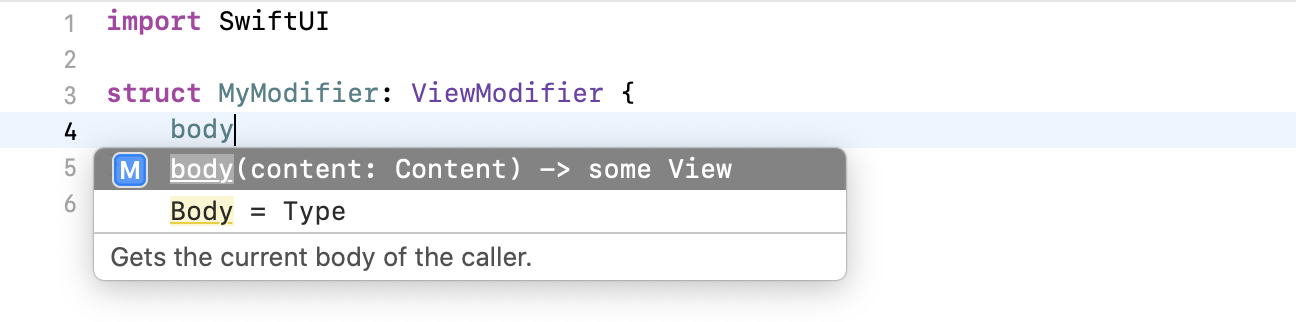 1 import SwiftUI
2
3 struct MyModifier: ViewModifier {
4 body
5 M body(content: Content) -> some View
6 Body = Type
Gets the current body of the caller.